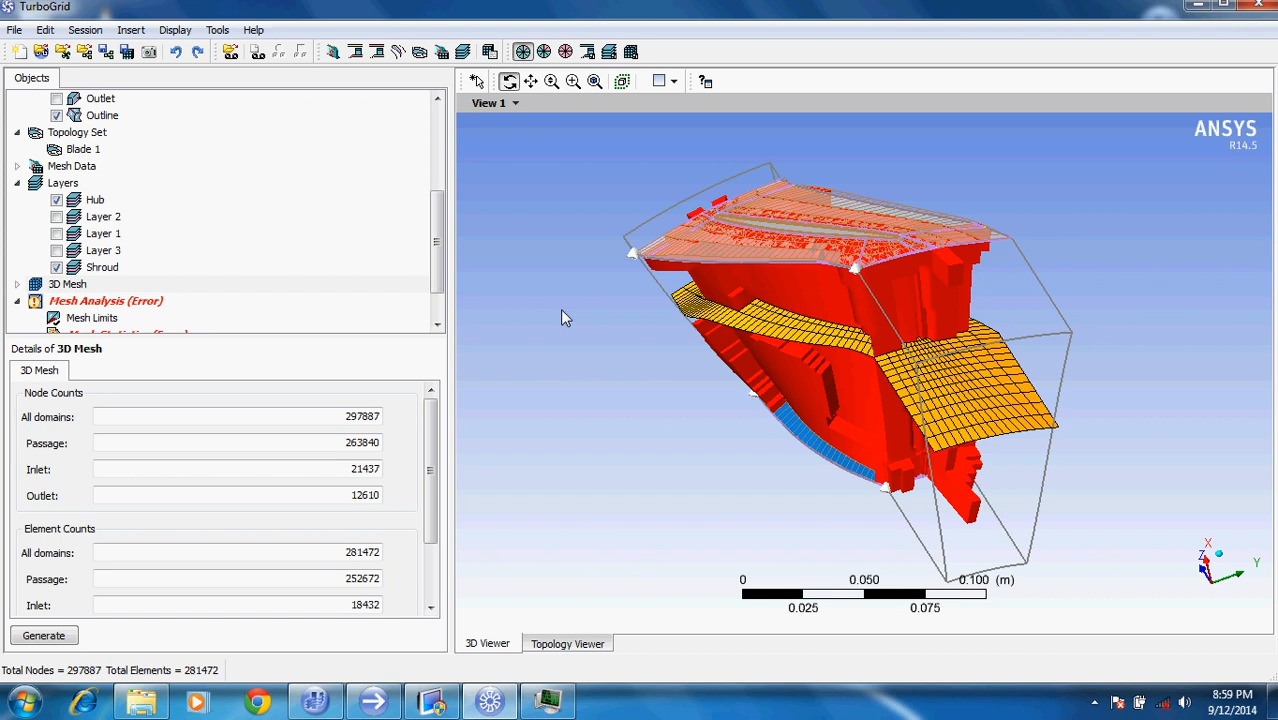 TurboGrid
File Edit Session Insert Display Tools Help
Objects
View 1
Outlet
Outline
Topology Set
Blade 1
Mesh Data
Layers
Hub
Layer 2
Layer 1
Layer 3
Shroud
3D Mesh
Mesh Analysis (Error)
Mesh Limits
Details of 3D Mesh
3D Mesh
Node Counts
All domains: 297887
Passage: 263840
Inlet: 21437
Outlet: 12610
Element Counts
All domains: 281472
Passage: 252672
Inlet: 18432
Generate
ANSYS
R14.5
X
Z
Y
0 0.050 0.100 (m)
0.025 0.075
3D Viewer Topology Viewer
Total Nodes = 297887 Total Elements = 281472
8:59 PM
9/12/2014